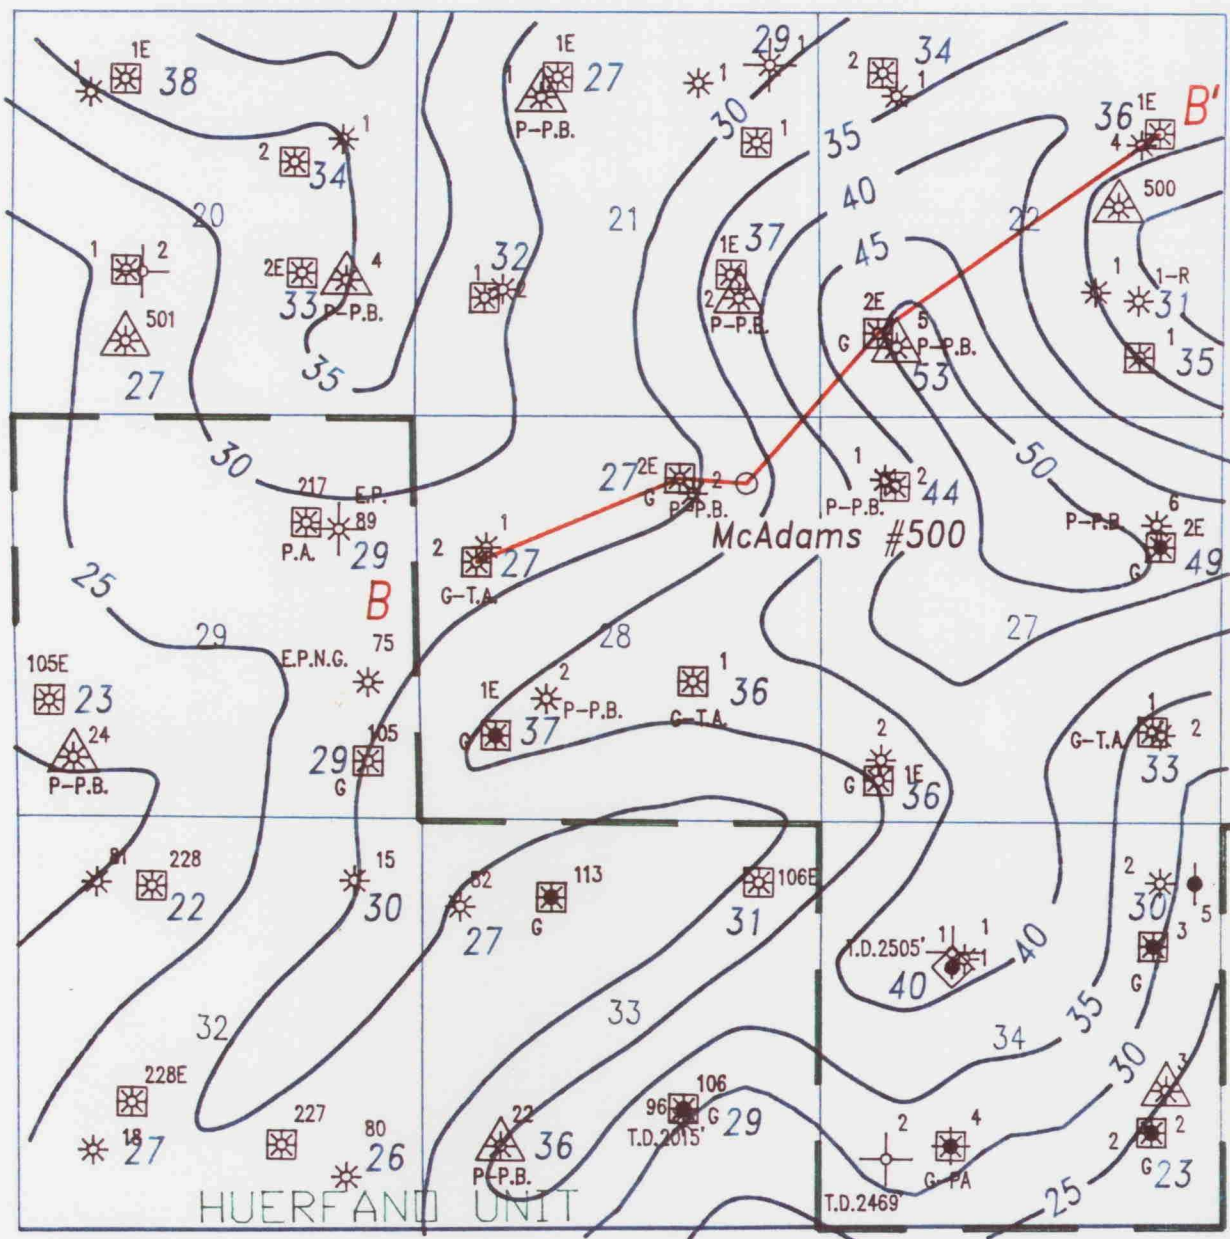 1E
1
38
1E
1
27
P-P.B.
29
1
1
34
2
1
36
1E
4
B'
30
1
35
1
2
34
40
500
20
21
22
1
2
2E
33
4
P-P.B.
32
1
2
1E
37
2
P-P.B.
45
1
1-R
31
501
27
35
2E
G
5
P-P.B.
53
1
35
30
217
E.P.
89
P.A.
29
27
2E
G
2
P-P.B.
1
2
44
P-P.B.
50
6
P-P.B.
2E
49
G
McAdams #500
1
2
27
G-T.A.
25
B
29
28
27
E.P.N.G.
75
105E
23
24
P-P.B.
105
29
G
1E
G
37
2
P-P.B.
1
36
G-T.A.
2
1E
G
36
1
G-T.A.
2
33
81
228
22
15
30
82
27
113
G
106E
31
2
30
5
3
G
T.D.2505'
1
1
1
40
40
35
32
33
34
30
228E
18
27
227
80
26
22
P-P.B.
36
106
96
G
T.D.2015'
29
2
T.D.2469'
4
G-PA
3
2
2
G
23
25
HUERFAND UNIT